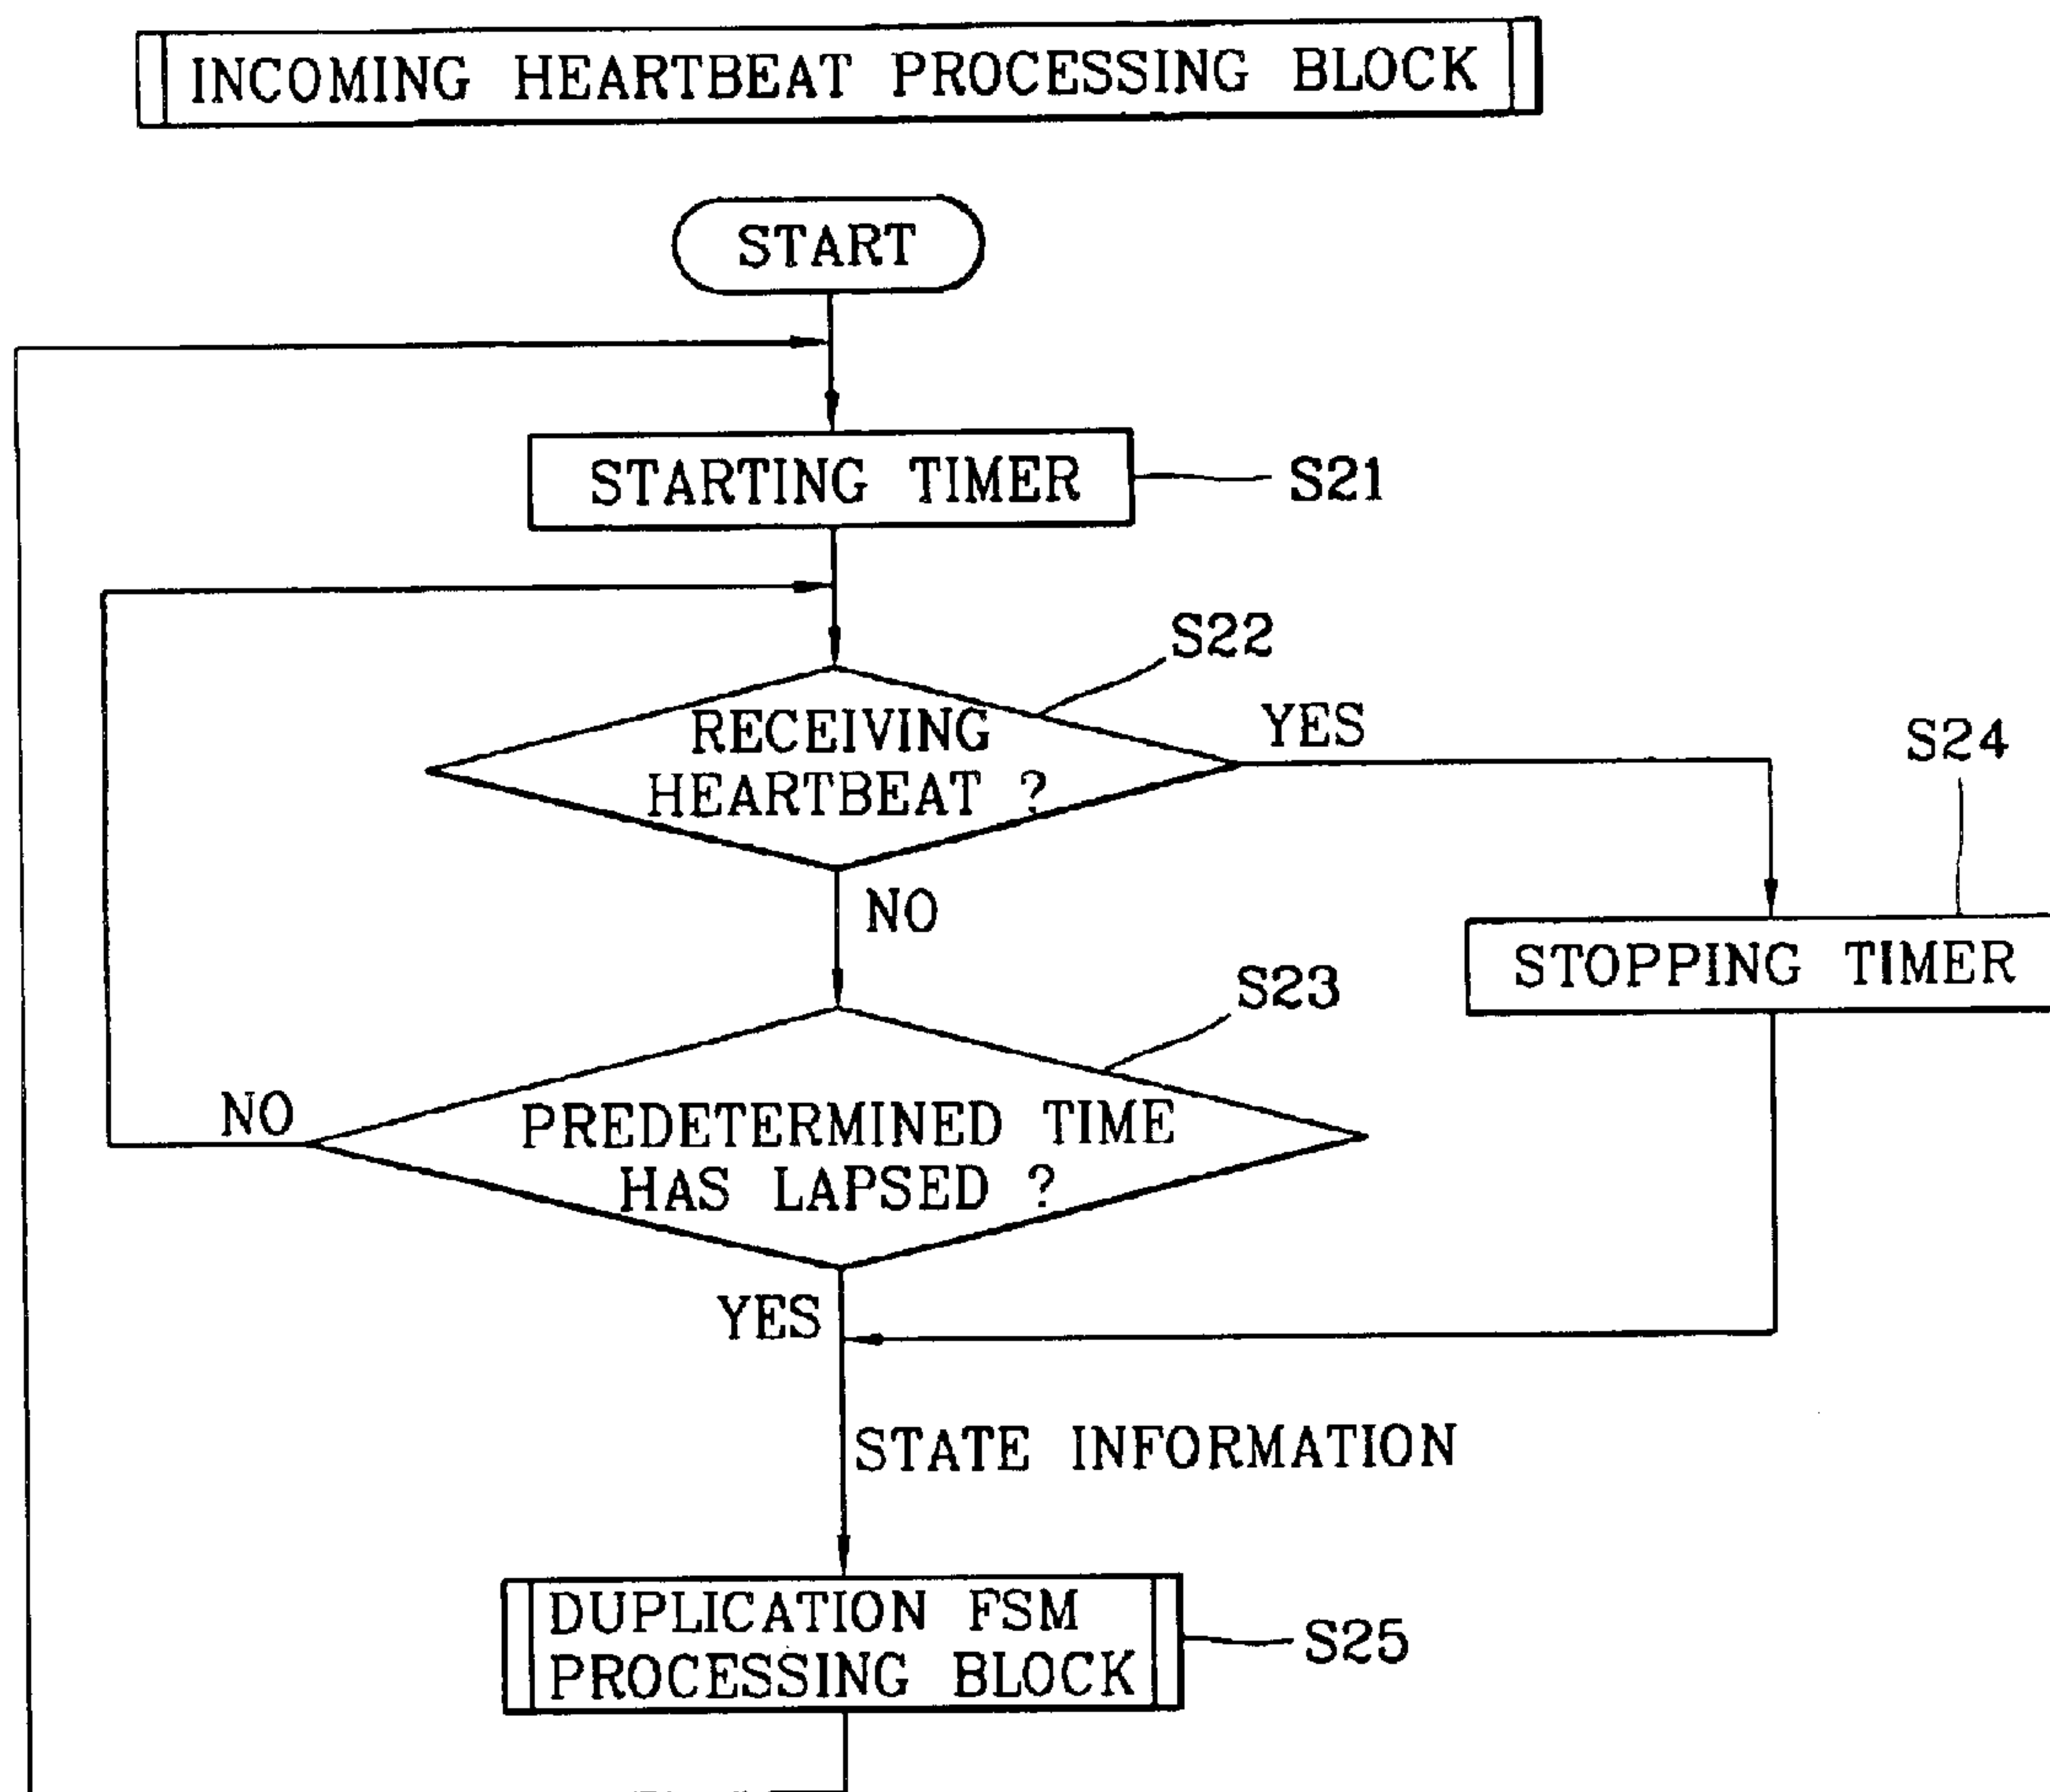 INCOMING HEARTBEAT PROCESSING BLOCK
START
STARTING TIMER
S21
S22
RECEIVING
HEARTBEAT ?
YES
S24
NO
STOPPING TIMER
S23
NO
PREDETERMINED TIME
HAS LAPSED ?
YES
STATE INFORMATION
DUPLICATION FSM
PROCESSING BLOCK
S25